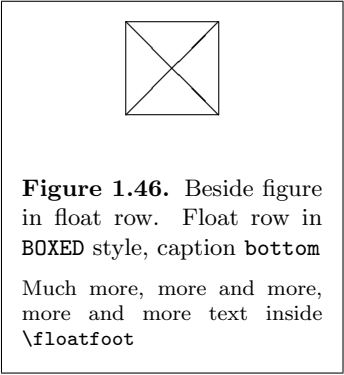 Figure 1.46. Beside figure
in float row. Float row in
BOXED style, caption bottom
Much more, more and more,
more and more text inside
\floatfoot